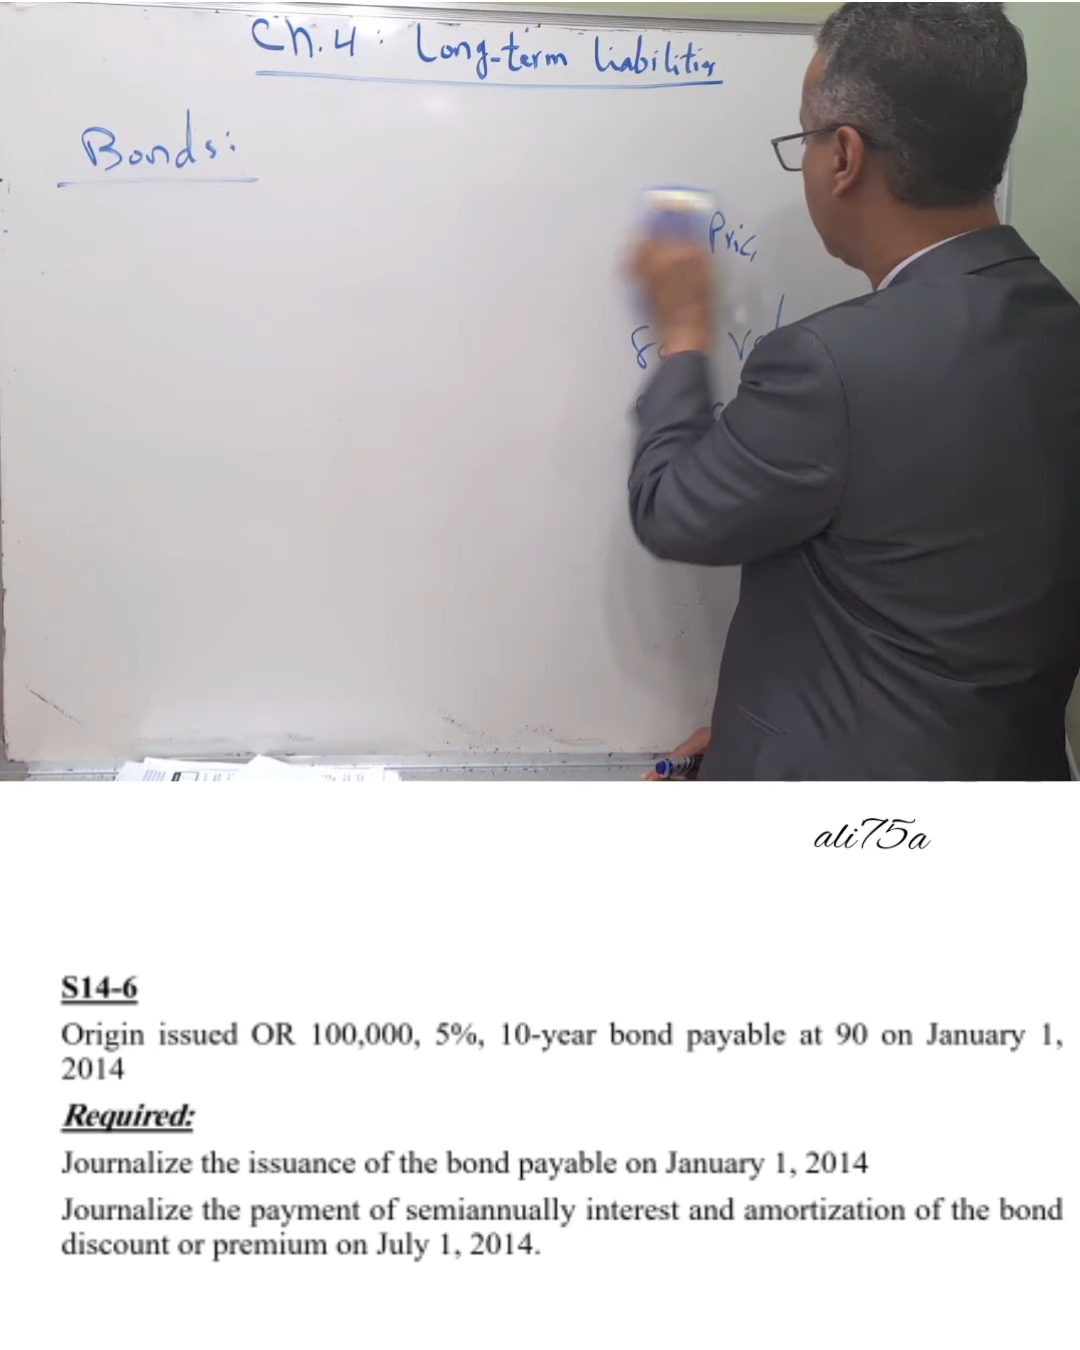 Ch.4: Long-term liabilities
Bonds:
Pric
ali75a
S14-6
Origin issued OR 100,000, 5%, 10-year bond payable at 90 on January 1,
2014
Required:
Journalize the issuance of the bond payable on January 1, 2014
Journalize the payment of semiannually interest and amortization of the bond
discount or premium on July 1, 2014.